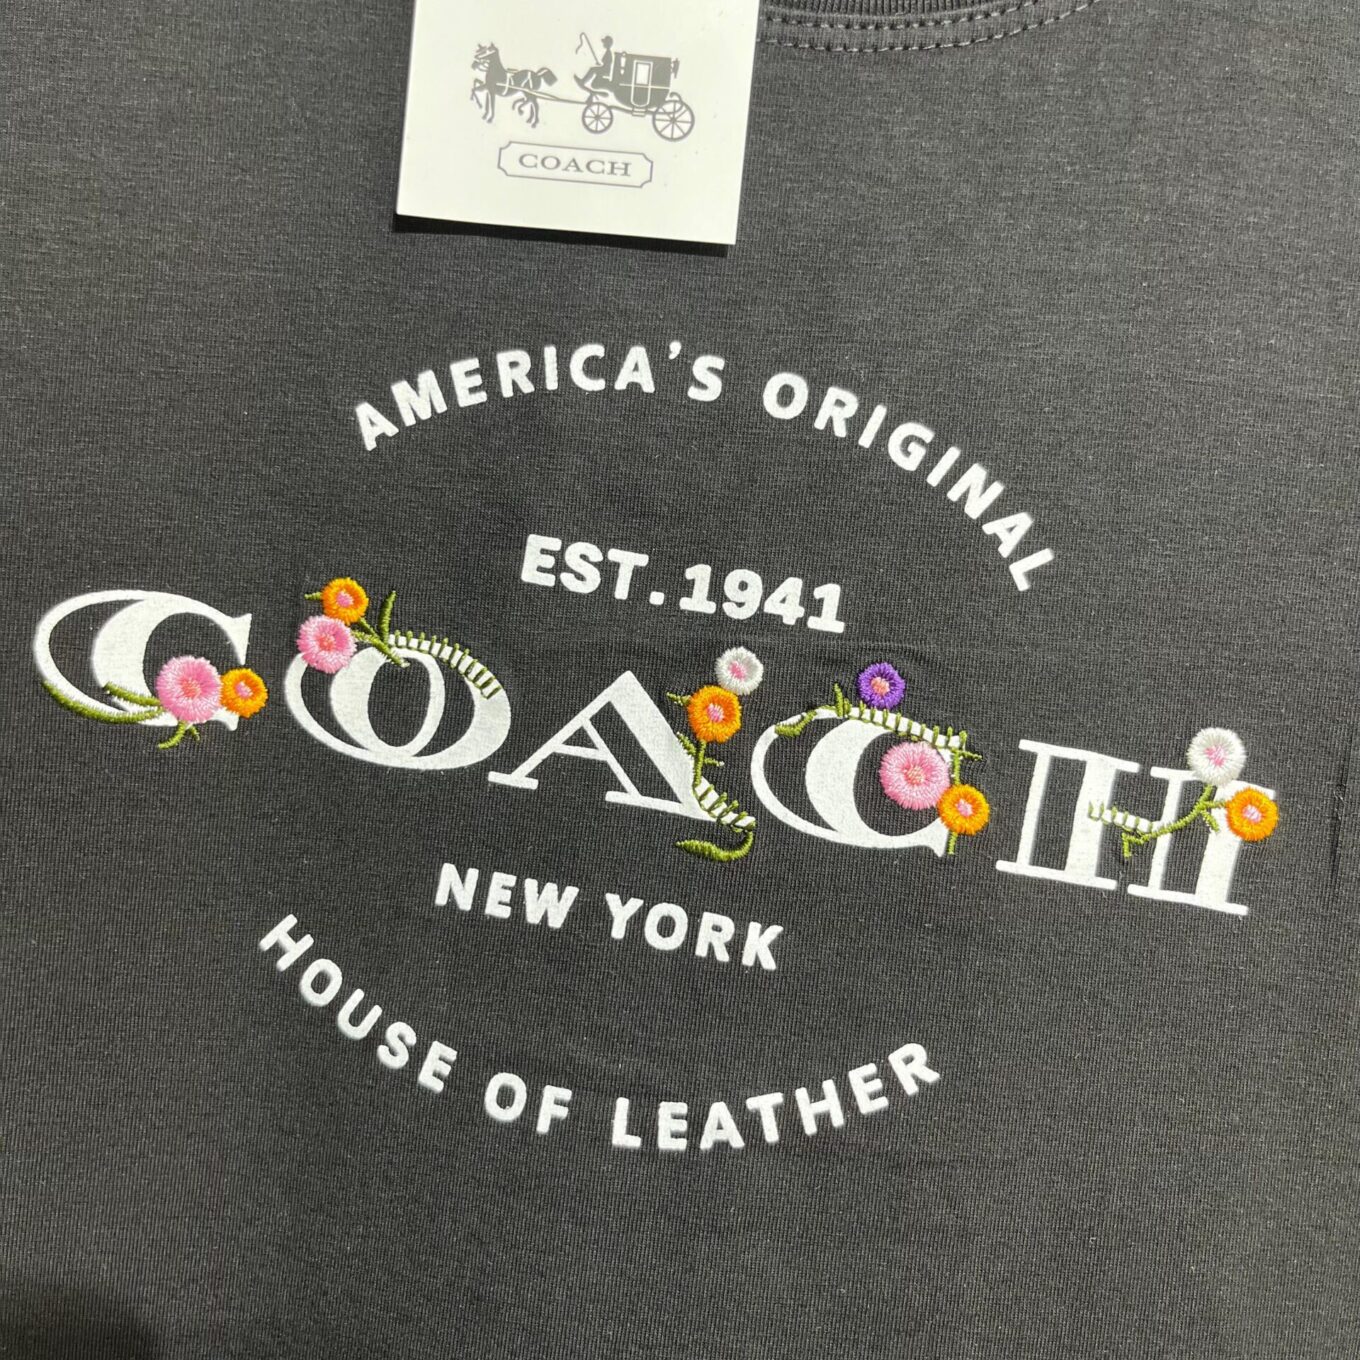 COACH
AMERICA'S ORIGINAL
EST. 1941
COACH
NEW YORK
HOUSE OF LEATHER